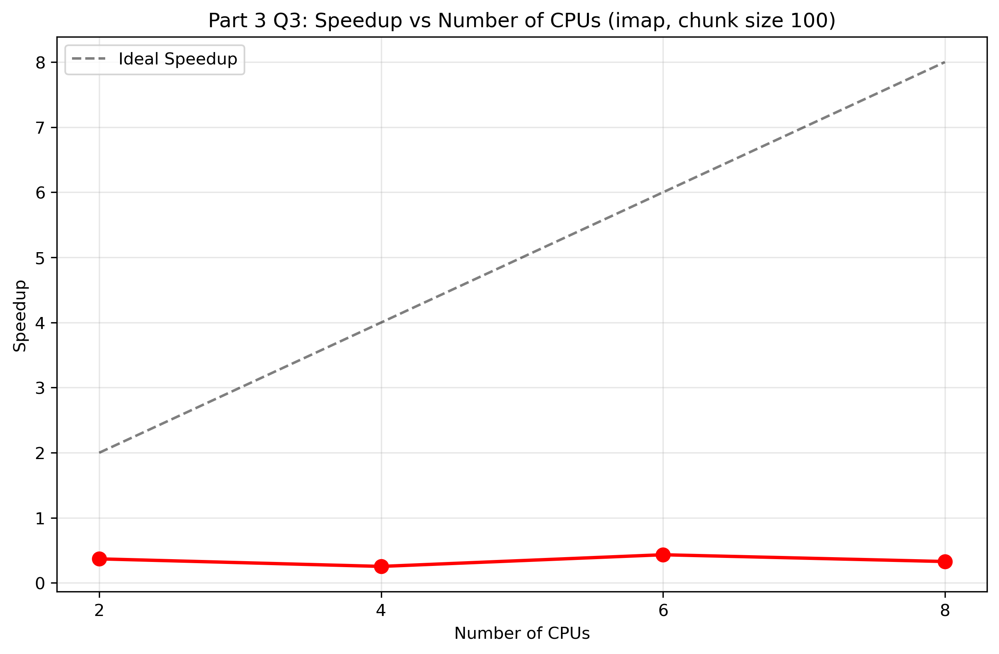 Part 3 Q3: Speedup vs Number of CPUs (imap, chunk size 100)
Ideal Speedup
8
7
6
5
4
3
2
1
0
Speedup
2 4 6 8
Number of CPUs